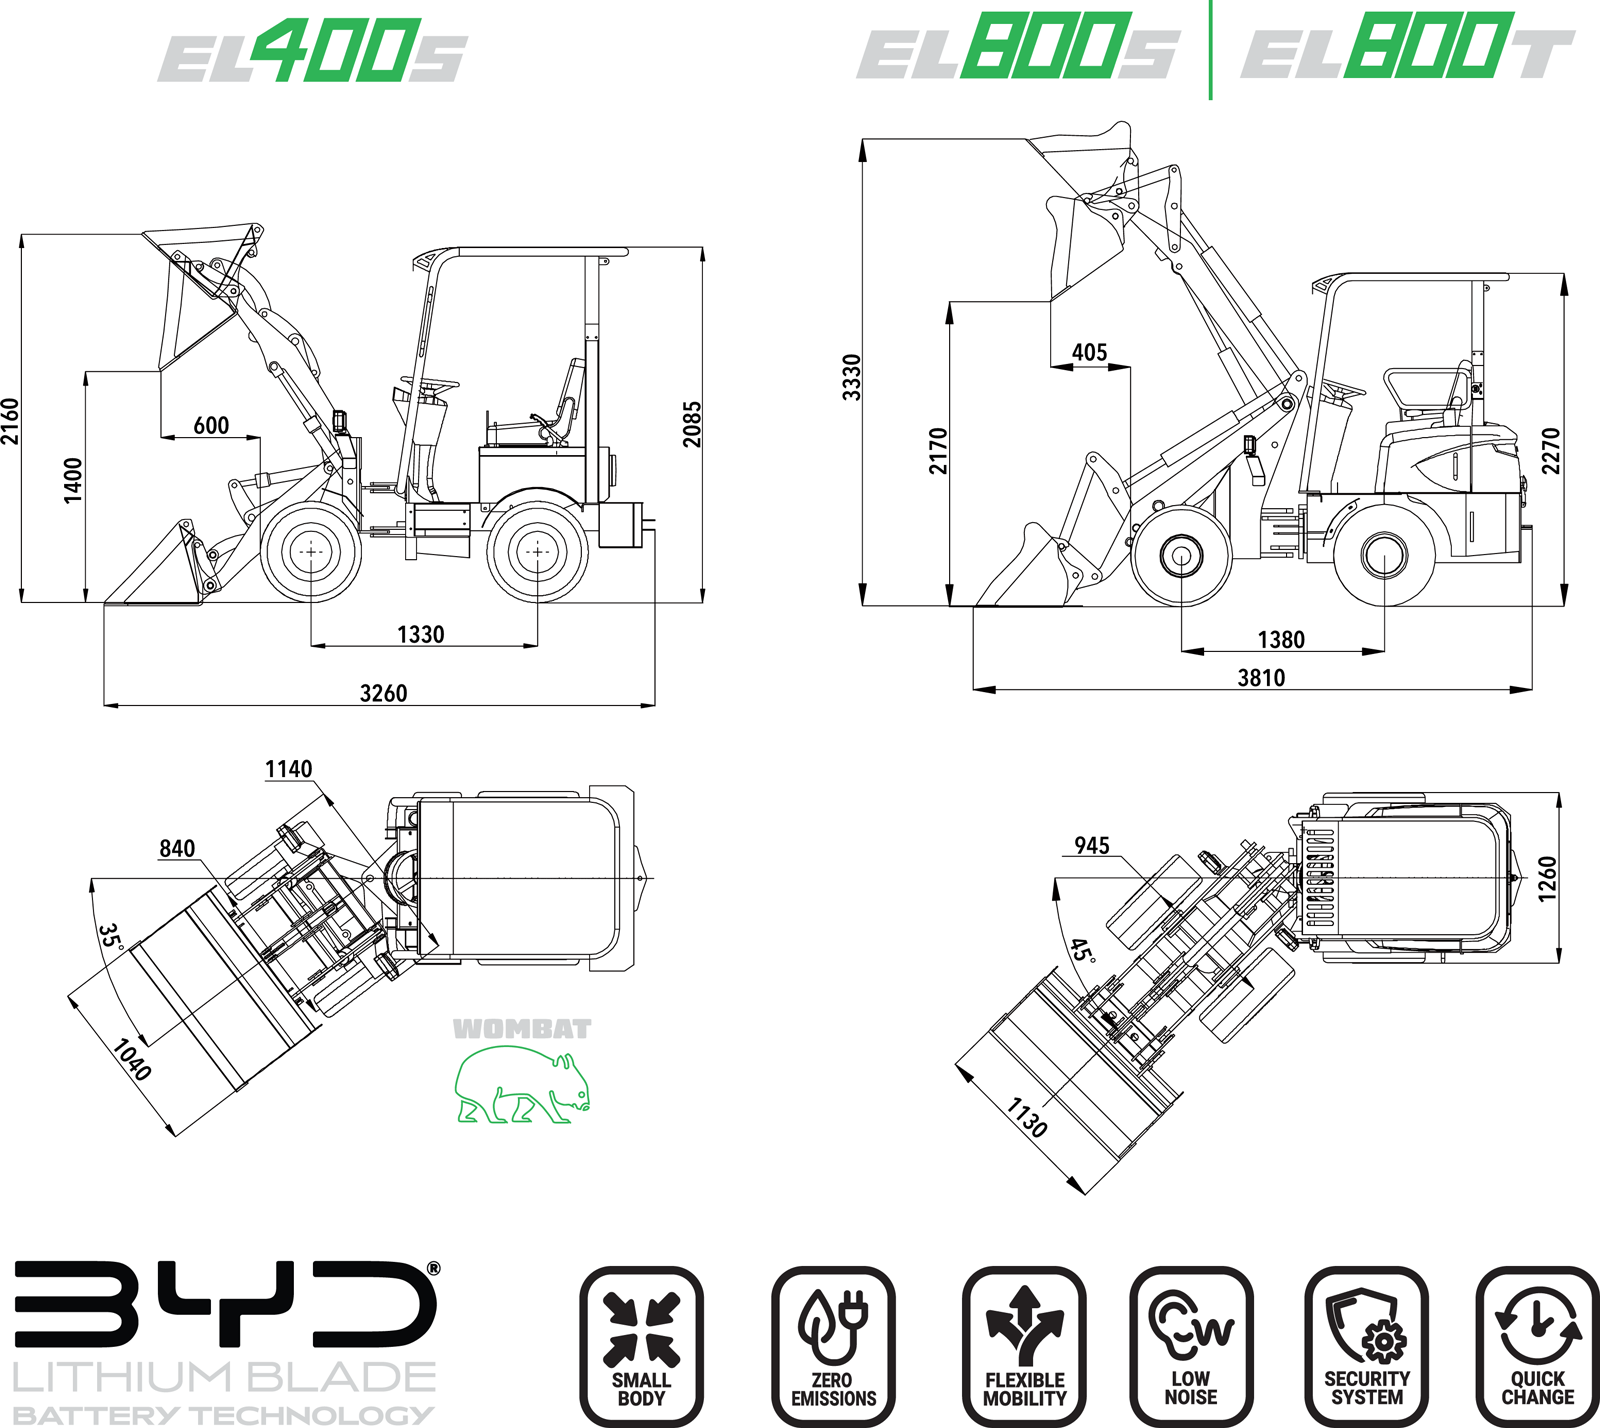 EL400S
EL800S
EL800T
2160
1400
600
2085
1330
3260
3330
2170
405
2270
1380
3810
1140
840
35°
1040
945
45°
1130
1260
WOMBAT
BYD®
LITHIUM BLADE
BATTERY TECHNOLOGY
SMALL
BODY
ZERO
EMISSIONS
FLEXIBLE
MOBILITY
LOW
NOISE
SECURITY
SYSTEM
QUICK
CHANGE